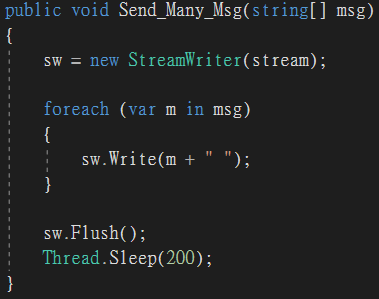 public void Send_Many_Msg(string[] msg)
{
sw = new StreamWriter(stream);
foreach (var m in msg)
{
sw.Write(m + " ");
}
sw.Flush();
Thread.Sleep(200);
}